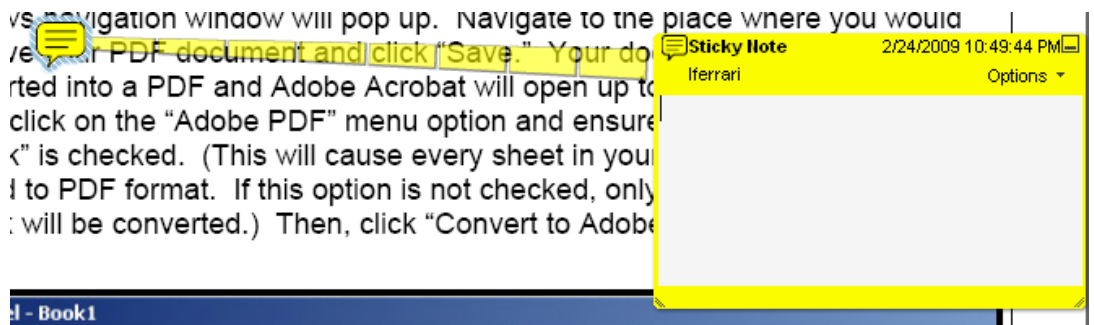 vs navigation window will pop up. Navigate to the place where you would
PDF document and click “Save.” Your do
rted into a PDF and Adobe Acrobat will open up to
click on the “Adobe PDF” menu option and ensure
k” is checked. (This will cause every sheet in your
d to PDF format. If this option is not checked, only
will be converted.) Then, click “Convert to Adobe
Sticky Note 2/24/2009 10:49:44 PM
lferrari Options
el - Book1